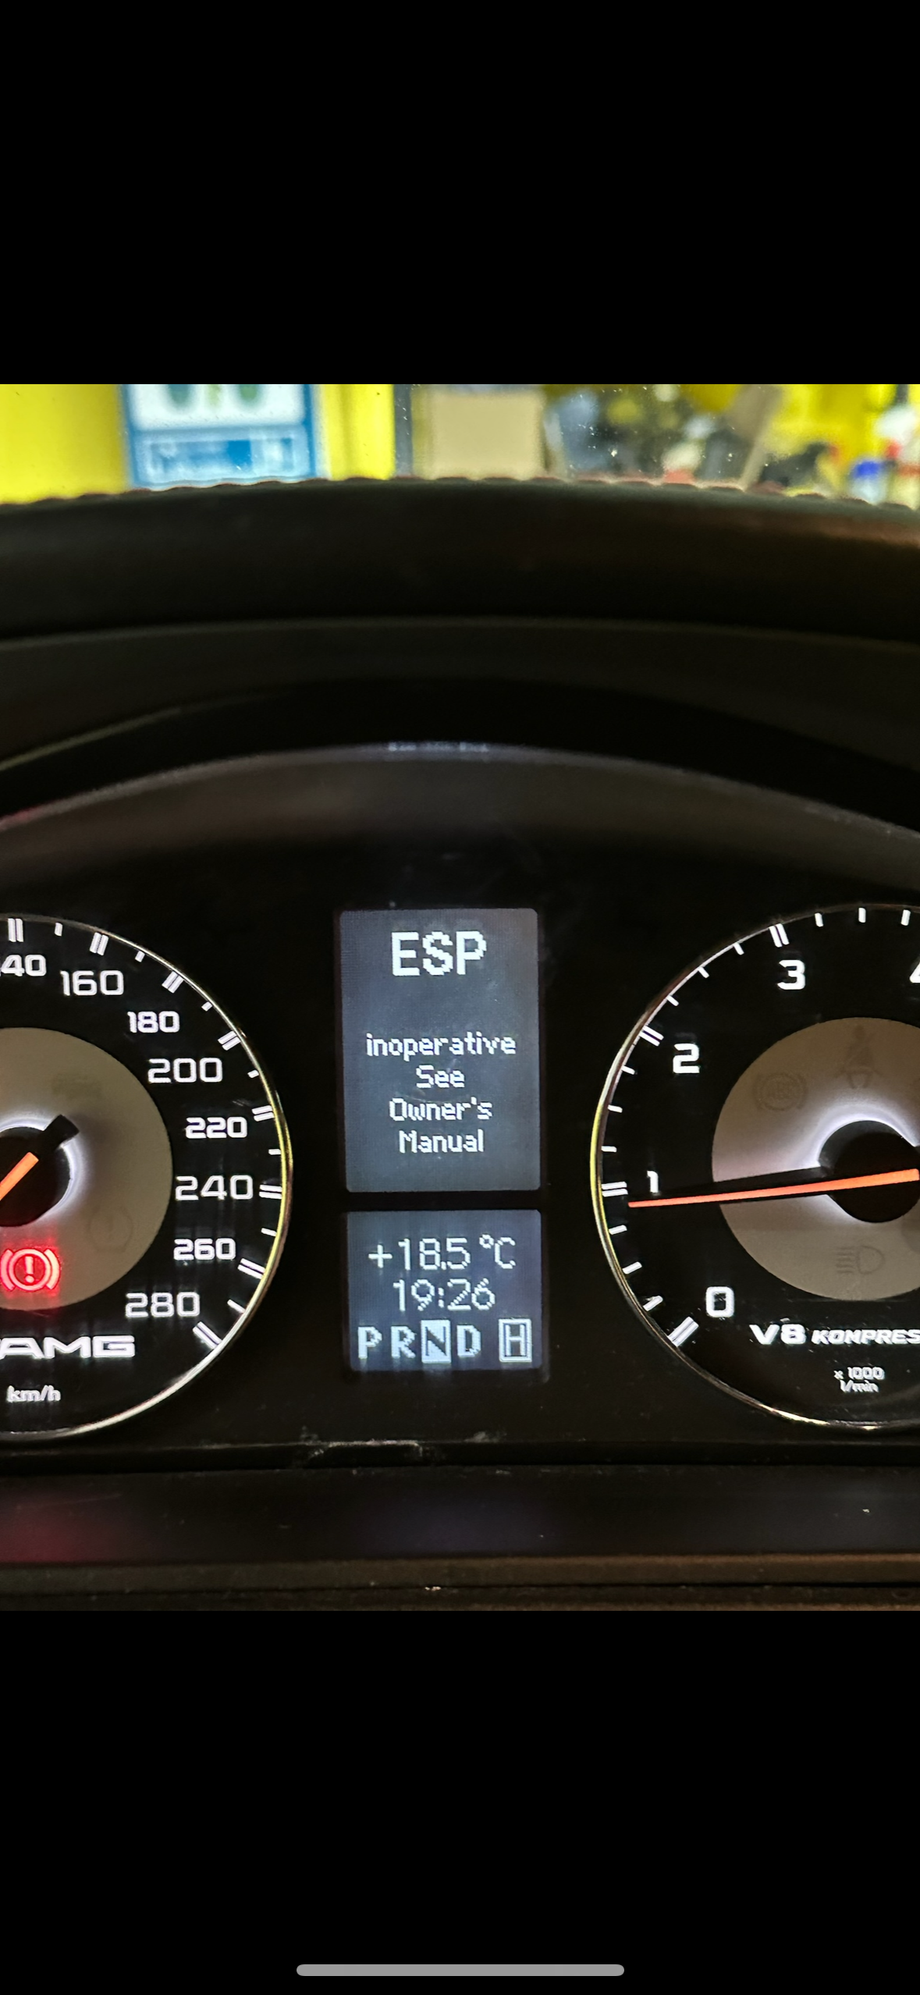 ESP
inoperative
See
Owner's
Manual
+18.5°C
19:26
PRND H
160
180
200
220
240
260
280
AMG
km/h
3
2
1
0
V8
x 1000
1/min